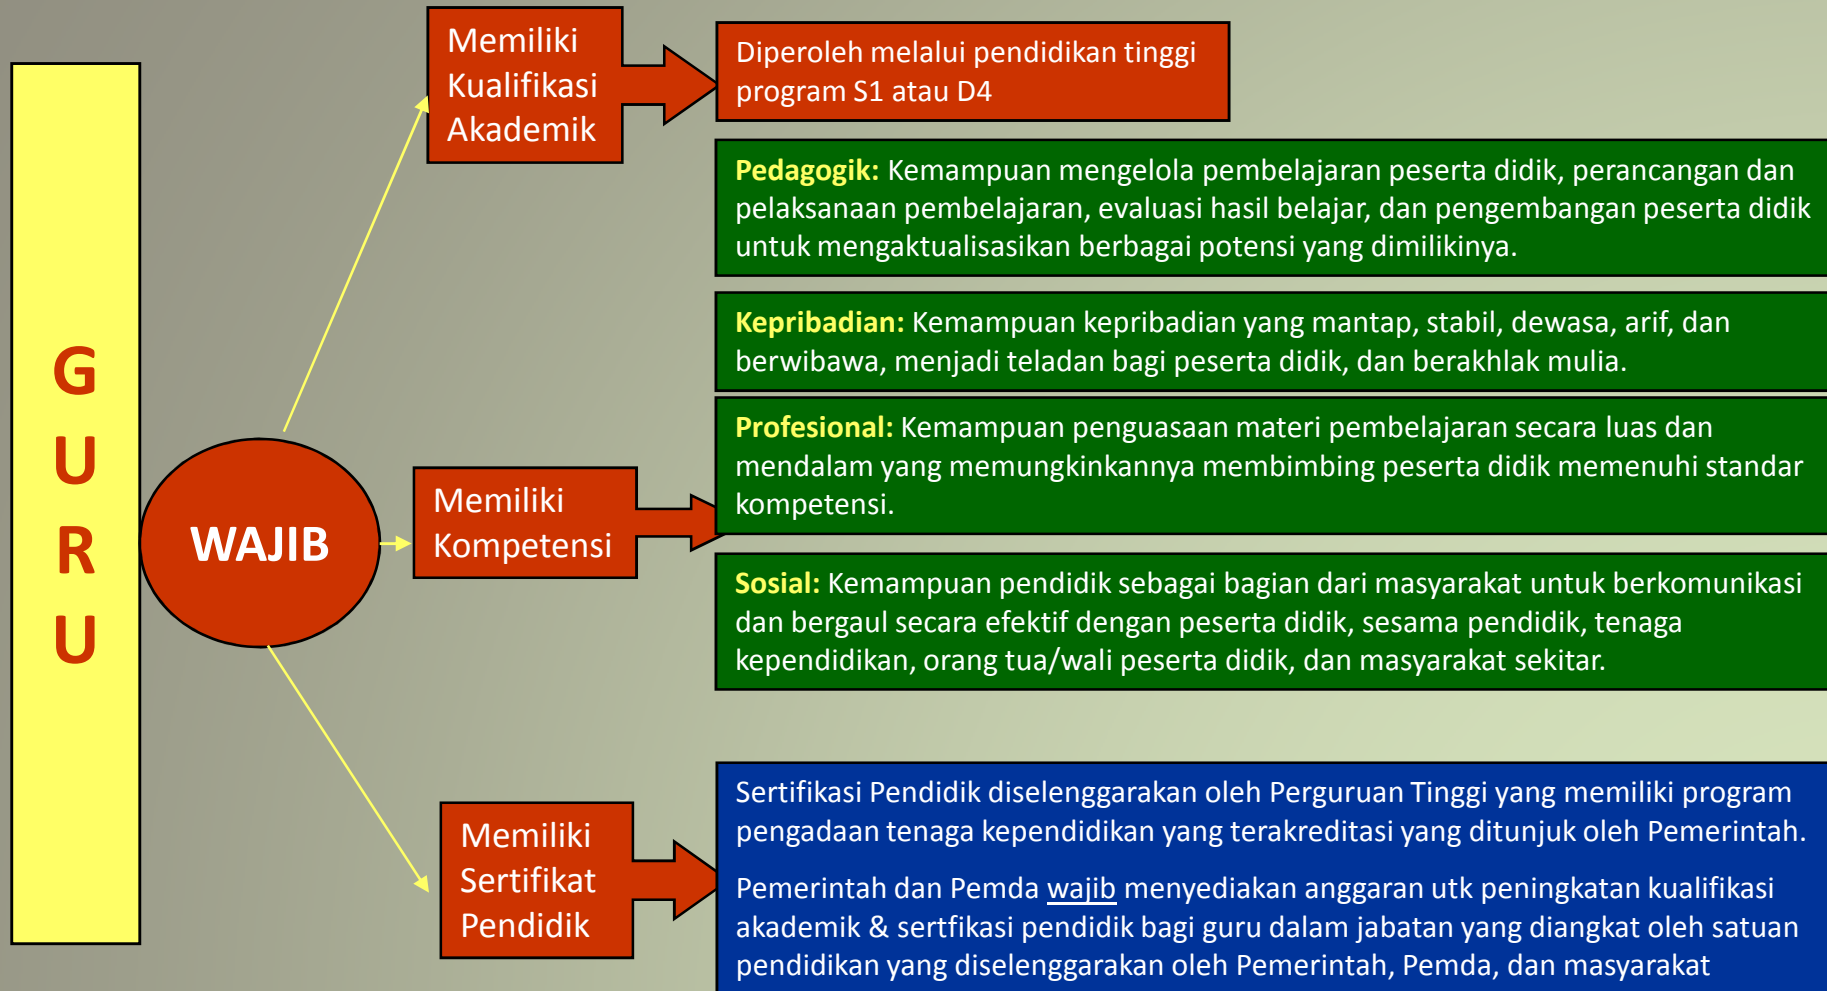 G
U
R
U
WAJIB
Memiliki
Kualifikasi
Akademik
Diperoleh melalui pendidikan tinggi
program S1 atau D4
Memiliki
Kompetensi
Pedagogik: Kemampuan mengelola pembelajaran peserta didik, perancangan dan
pelaksanaan pembelajaran, evaluasi hasil belajar, dan pengembangan peserta didik
untuk mengaktualisasikan berbagai potensi yang dimilikinya.
Kepribadian: Kemampuan kepribadian yang mantap, stabil, dewasa, arif, dan
berwibawa, menjadi teladan bagi peserta didik, dan berakhlak mulia.
Profesional: Kemampuan penguasaan materi pembelajaran secara luas dan
mendalam yang memungkinkannya membimbing peserta didik memenuhi standar
kompetensi.
Sosial: Kemampuan pendidik sebagai bagian dari masyarakat untuk berkomunikasi
dan bergaul secara efektif dengan peserta didik, sesama pendidik, tenaga
kependidikan, orang tua/wali peserta didik, dan masyarakat sekitar.
Memiliki
Sertifikat
Pendidik
Sertifikasi Pendidik diselenggarakan oleh Perguruan Tinggi yang memiliki program
pengadaan tenaga kependidikan yang terakreditasi yang ditunjuk oleh Pemerintah.
Pemerintah dan Pemda wajib menyediakan anggaran utk peningkatan kualifikasi
akademik & sertfikasi pendidik bagi guru dalam jabatan yang diangkat oleh satuan
pendidikan yang diselenggarakan oleh Pemerintah, Pemda, dan masyarakat